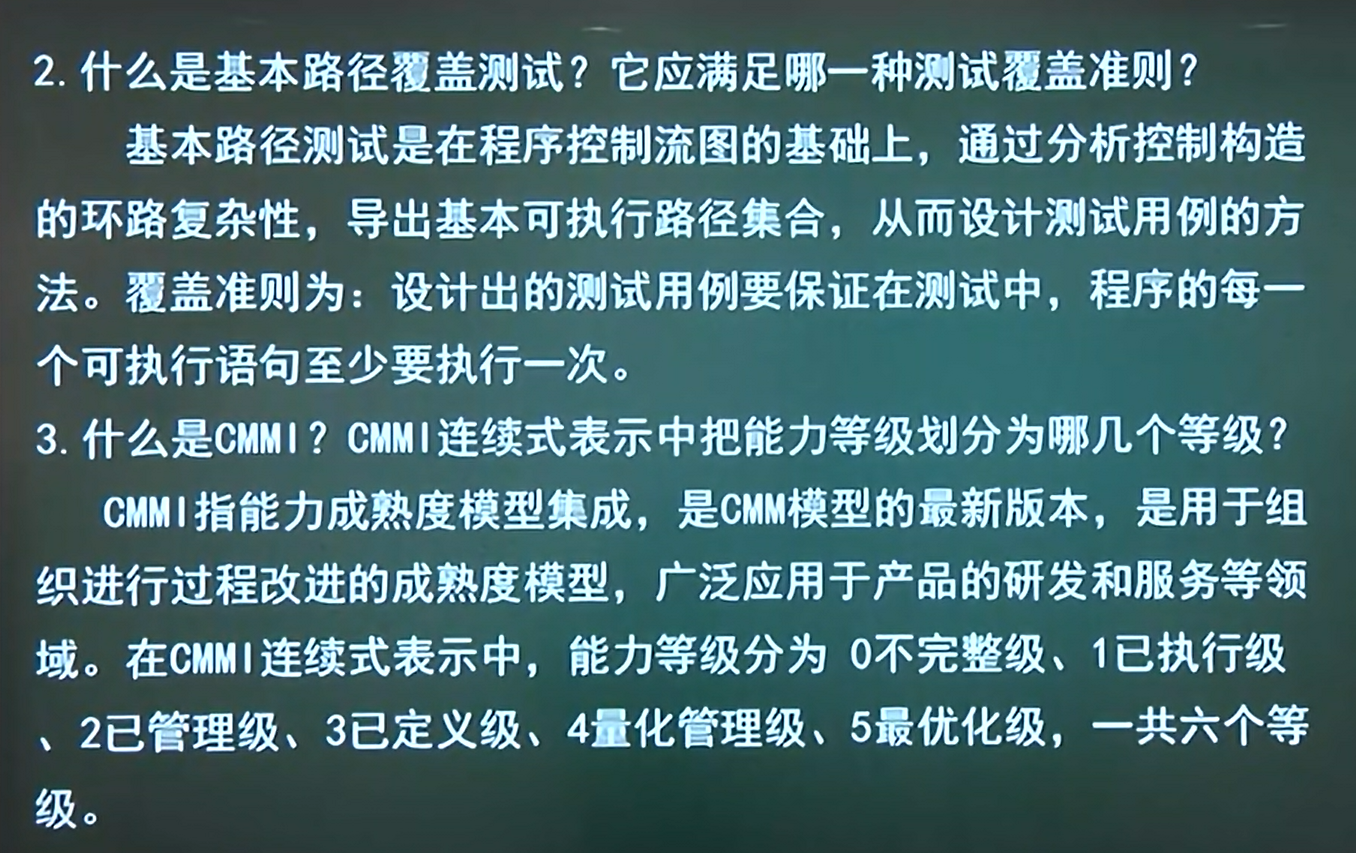 2. 什么是基本路径覆盖测试？它应满足哪一种测试覆盖准则？
基本路径测试是在程序控制流图的基础上，通过分析控制构造
的环路复杂性，导出基本可执行路径集合，从而设计测试用例的方
法。覆盖准则为：设计出的测试用例要保证在测试中，程序的每一
个可执行语句至少要执行一次。
3. 什么是CMMI？CMMI连续式表示中把能力等级划分为哪几个等级？
CMMI指能力成熟度模型集成，是CMM模型的最新版本，是用于组
织进行过程改进的成熟度模型，广泛应用于产品的研发和服务等领
域。在CMMI连续式表示中，能力等级分为 0不完整级、1已执行级
、2已管理级、3已定义级、4量化管理级、5最优化级，一共六个等
级。